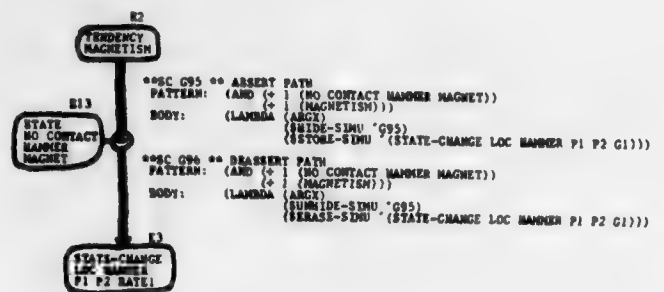 E2
TENDENCY
MAGNETISM
**SC G95 ** ASSERT PATH
PATTERN: (AND (+ 1 (NO CONTACT HAMMER MAGNET))
(+ 1 (MAGNETISM)))
BODY: (LAMBDA (ARGX)
($HIDE-SIMU 'G95)
($STORE-SIMU '(STATE-CHANGE LOC HAMMER P1 P2 G1)))
E13
STATE
NO CONTACT
HAMMER
MAGNET
**SC G96 ** DEASSERT PATH
PATTERN: (AND (+ 1 (NO CONTACT HAMMER MAGNET))
(+ 1 (MAGNETISM)))
BODY: (LAMBDA (ARGX)
($UNHIDE-SIMU 'G95)
($ERASE-SIMU '(STATE-CHANGE LOC HAMMER P1 P2 G1)))
E3
STATE-CHANGE
LOC HAMMER
P1 P2 RATE1